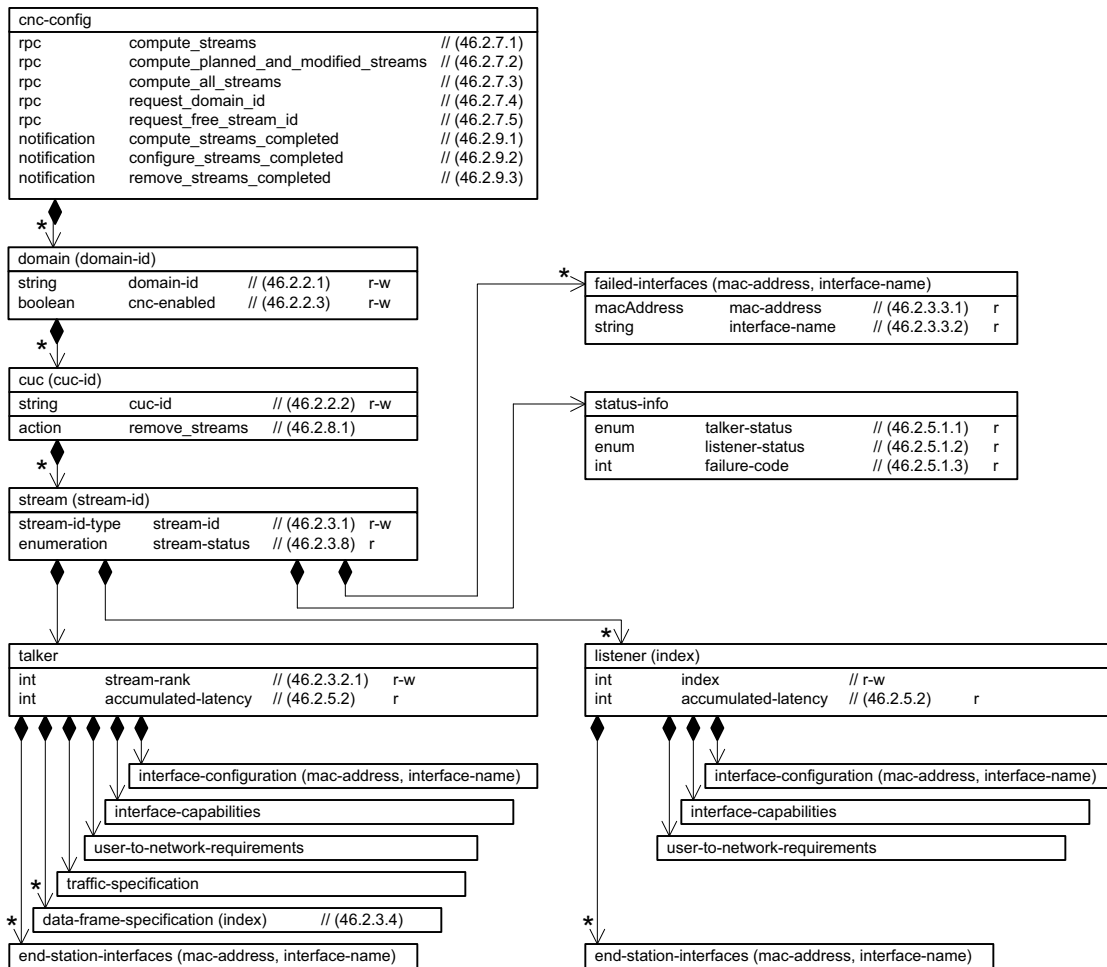 cnc-config
rpc compute_streams // (46.2.7.1)
rpc compute_planned_and_modified_streams // (46.2.7.2)
rpc compute_all_streams // (46.2.7.3)
rpc request_domain_id // (46.2.7.4)
rpc request_free_stream_id // (46.2.7.5)
notification compute_streams_completed // (46.2.9.1)
notification configure_streams_completed // (46.2.9.2)
notification remove_streams_completed // (46.2.9.3)
*
domain (domain-id)
string domain-id // (46.2.2.1) r-w
boolean cnc-enabled // (46.2.2.3) r-w
*
failed-interfaces (mac-address, interface-name)
macAddress mac-address // (46.2.3.3.1) r
string interface-name // (46.2.3.3.2) r
*
cuc (cuc-id)
string cuc-id // (46.2.2.2) r-w
action remove_streams // (46.2.8.1)
status-info
enum talker-status // (46.2.5.1.1) r
enum listener-status // (46.2.5.1.2) r
int failure-code // (46.2.5.1.3) r
*
stream (stream-id)
stream-id-type stream-id // (46.2.3.1) r-w
enumeration stream-status // (46.2.3.8) r
talker
int stream-rank // (46.2.3.2.1) r-w
int accumulated-latency // (46.2.5.2) r
interface-configuration (mac-address, interface-name)
interface-capabilities
user-to-network-requirements
traffic-specification
*
data-frame-specification (index) // (46.2.3.4)
*
end-station-interfaces (mac-address, interface-name)
*
listener (index)
int index // r-w
int accumulated-latency // (46.2.5.2) r
interface-configuration (mac-address, interface-name)
interface-capabilities
user-to-network-requirements
*
end-station-interfaces (mac-address, interface-name)